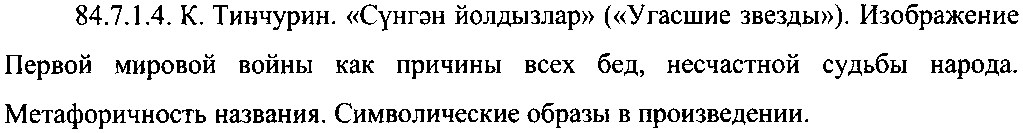 84.7.1.4. К. Тинчурин. «Сүнгән йолдызлар» («Угасшие звезды»). Изображение
Первой мировой войны как причины всех бед, несчастной судьбы народа.
Метафоричность названия. Символические образы в произведении.